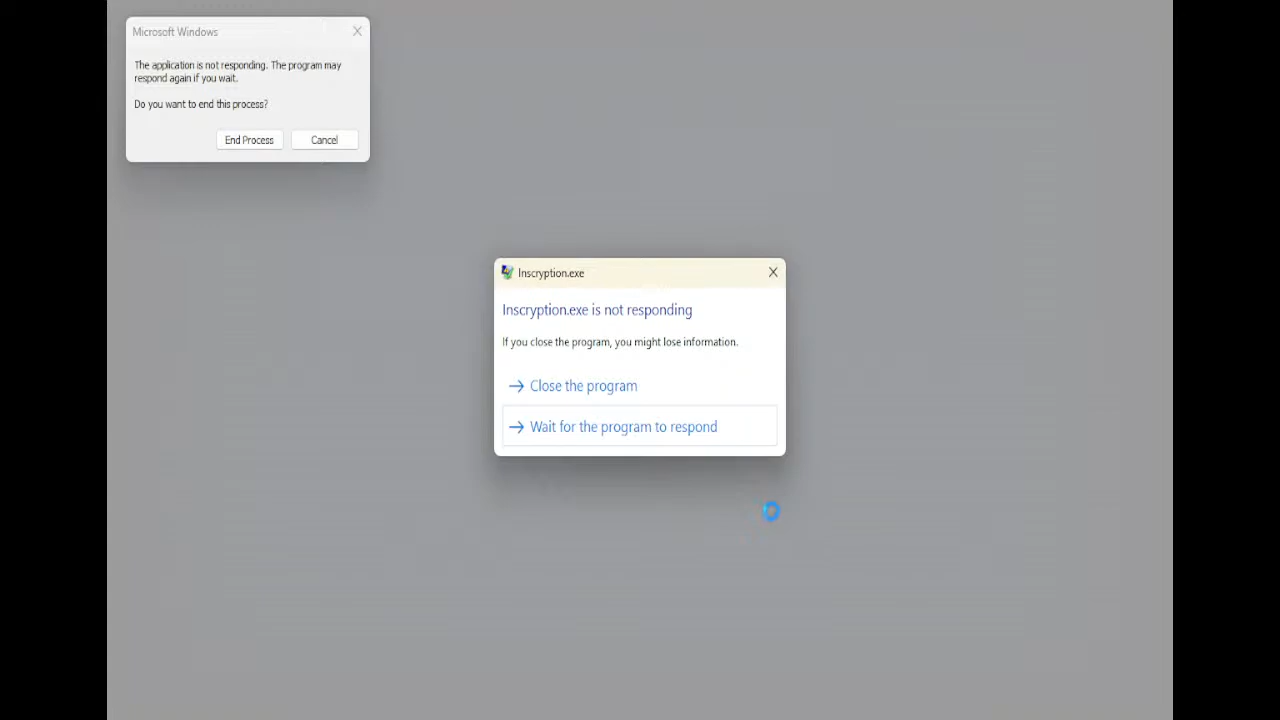 Microsoft Windows
The application is not responding. The program may
respond again if you wait.
Do you want to end this process?
End Process Cancel
Inscryption.exe
Inscryption.exe is not responding
If you close the program, you might lose information.
Close the program
Wait for the program to respond